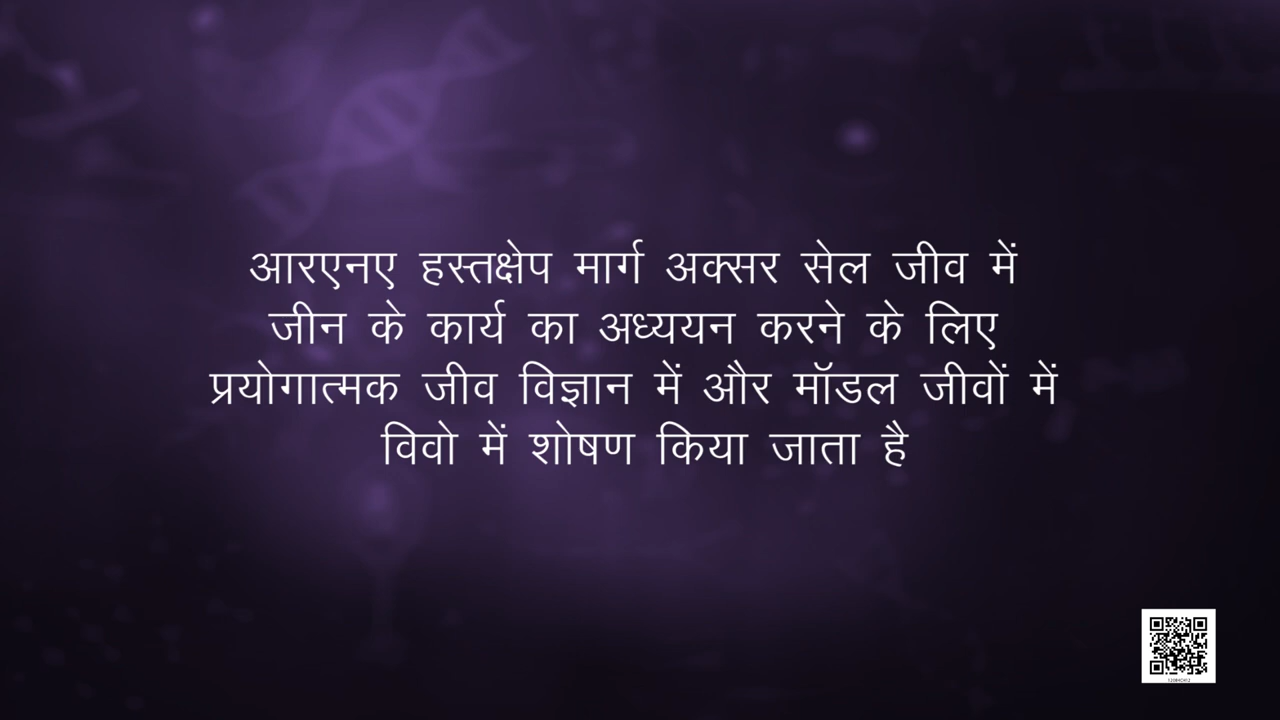 आरएनए हस्तक्षेप मार्ग अक्सर सेल जीव में
जीन के कार्य का अध्ययन करने के लिए
प्रयोगात्मक जीव विज्ञान में और मॉडल जीवों में
विवो में शोषण किया जाता है